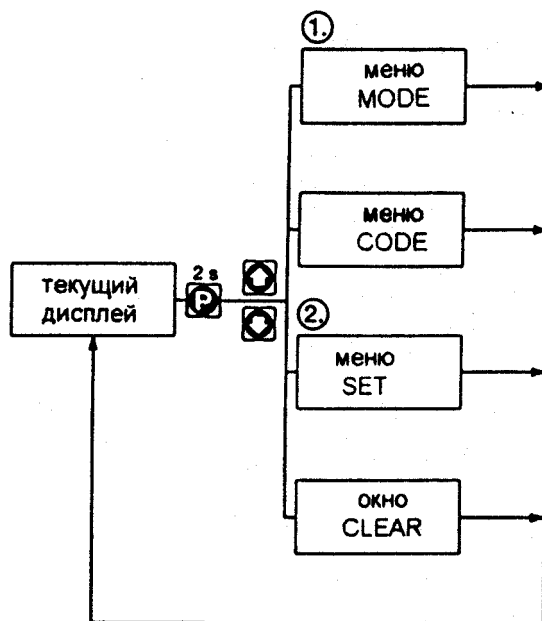 1.
меню
MODE
меню
CODE
2 s
P
текущий
дисплей
2.
меню
SET
окно
CLEAR